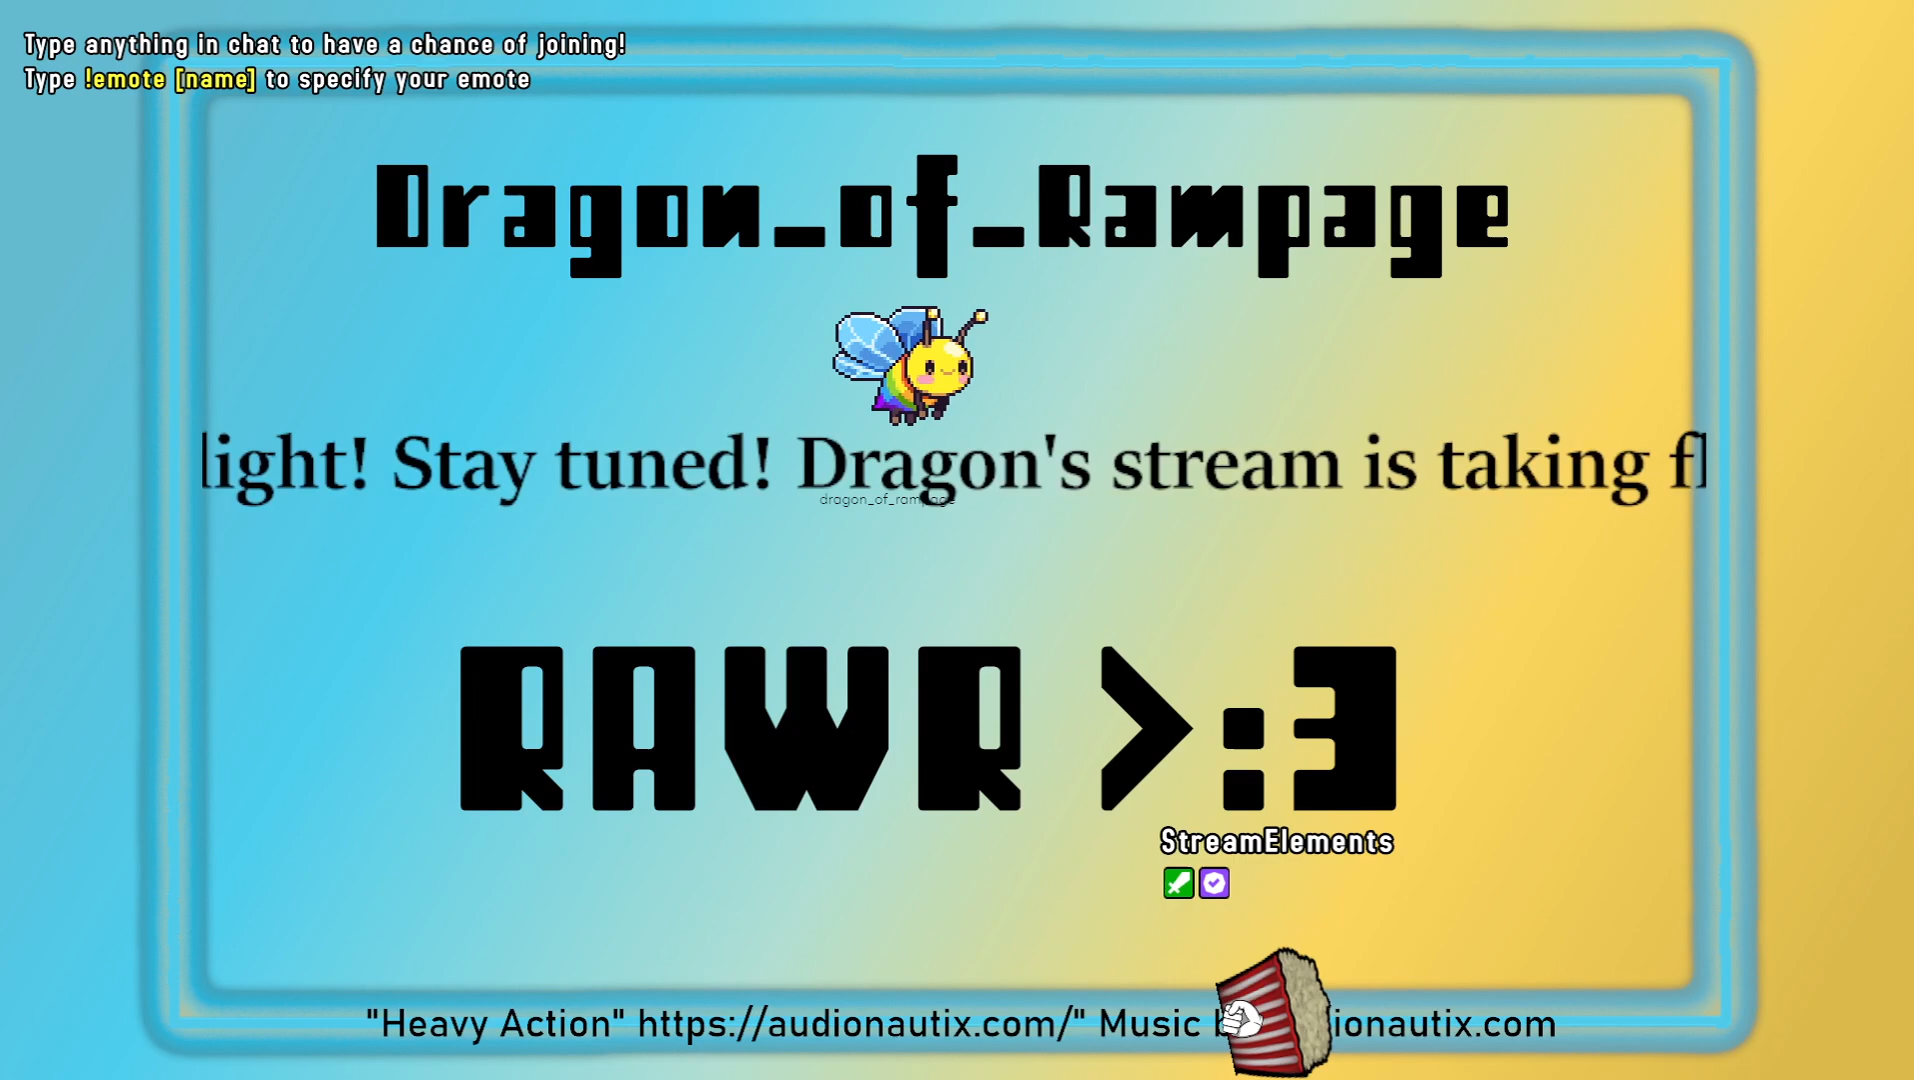 Type anything in chat to have a chance of joining!
Type !emote [name] to specify your emote
Dragon_of_Rampage
light! Stay tuned! Dragon's stream is taking fl
dragon_of_rampage
RAWR >:3
StreamElements
"Heavy Action" https://audionautix.com/" Music b ionautix.com